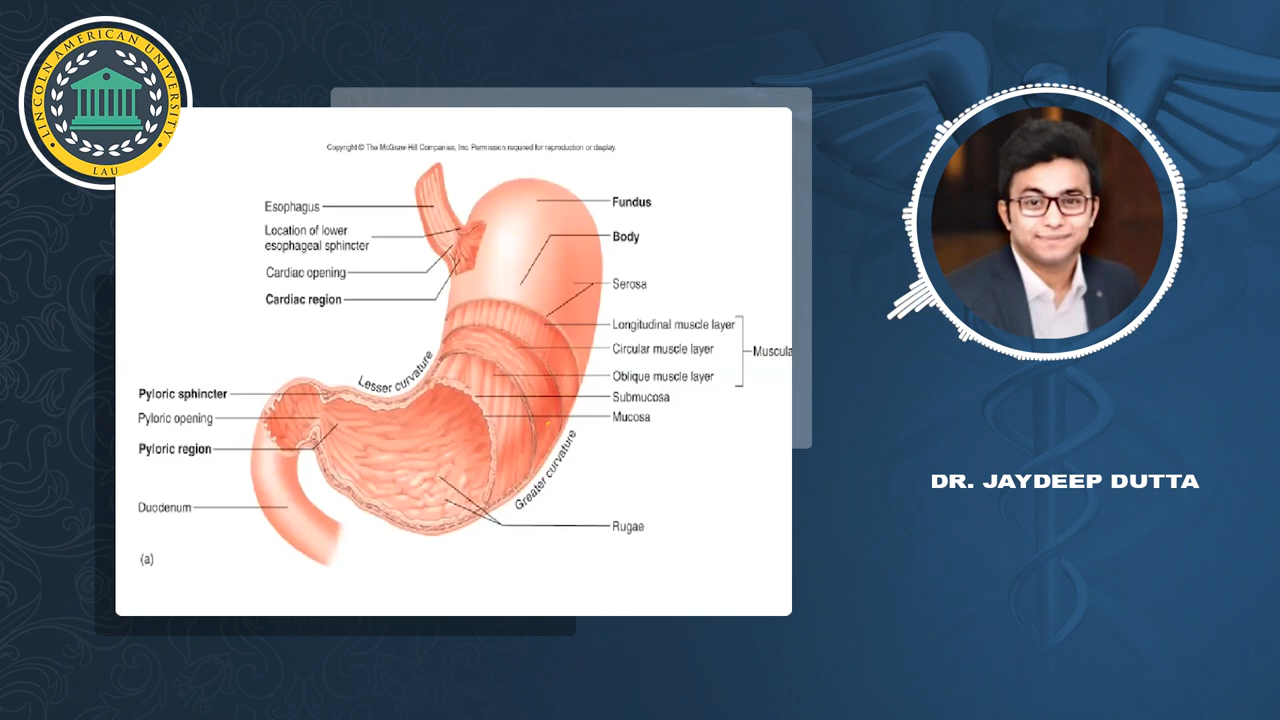 LINCOLN AMERICAN UNIVERSITY
LAU
Copyright © The McGraw-Hill Companies, Inc. Permission required for reproduction or display.
Esophagus
Location of lower
esophageal sphincter
Cardiac opening
Cardiac region
Fundus
Body
Serosa
Longitudinal muscle layer
Circular muscle layer
Muscula
Oblique muscle layer
Submucosa
Mucosa
Lesser curvature
Greater curvature
Pyloric sphincter
Pyloric opening
Pyloric region
Duodenum
Rugae
(a)
DR. JAYDEEP DUTTA